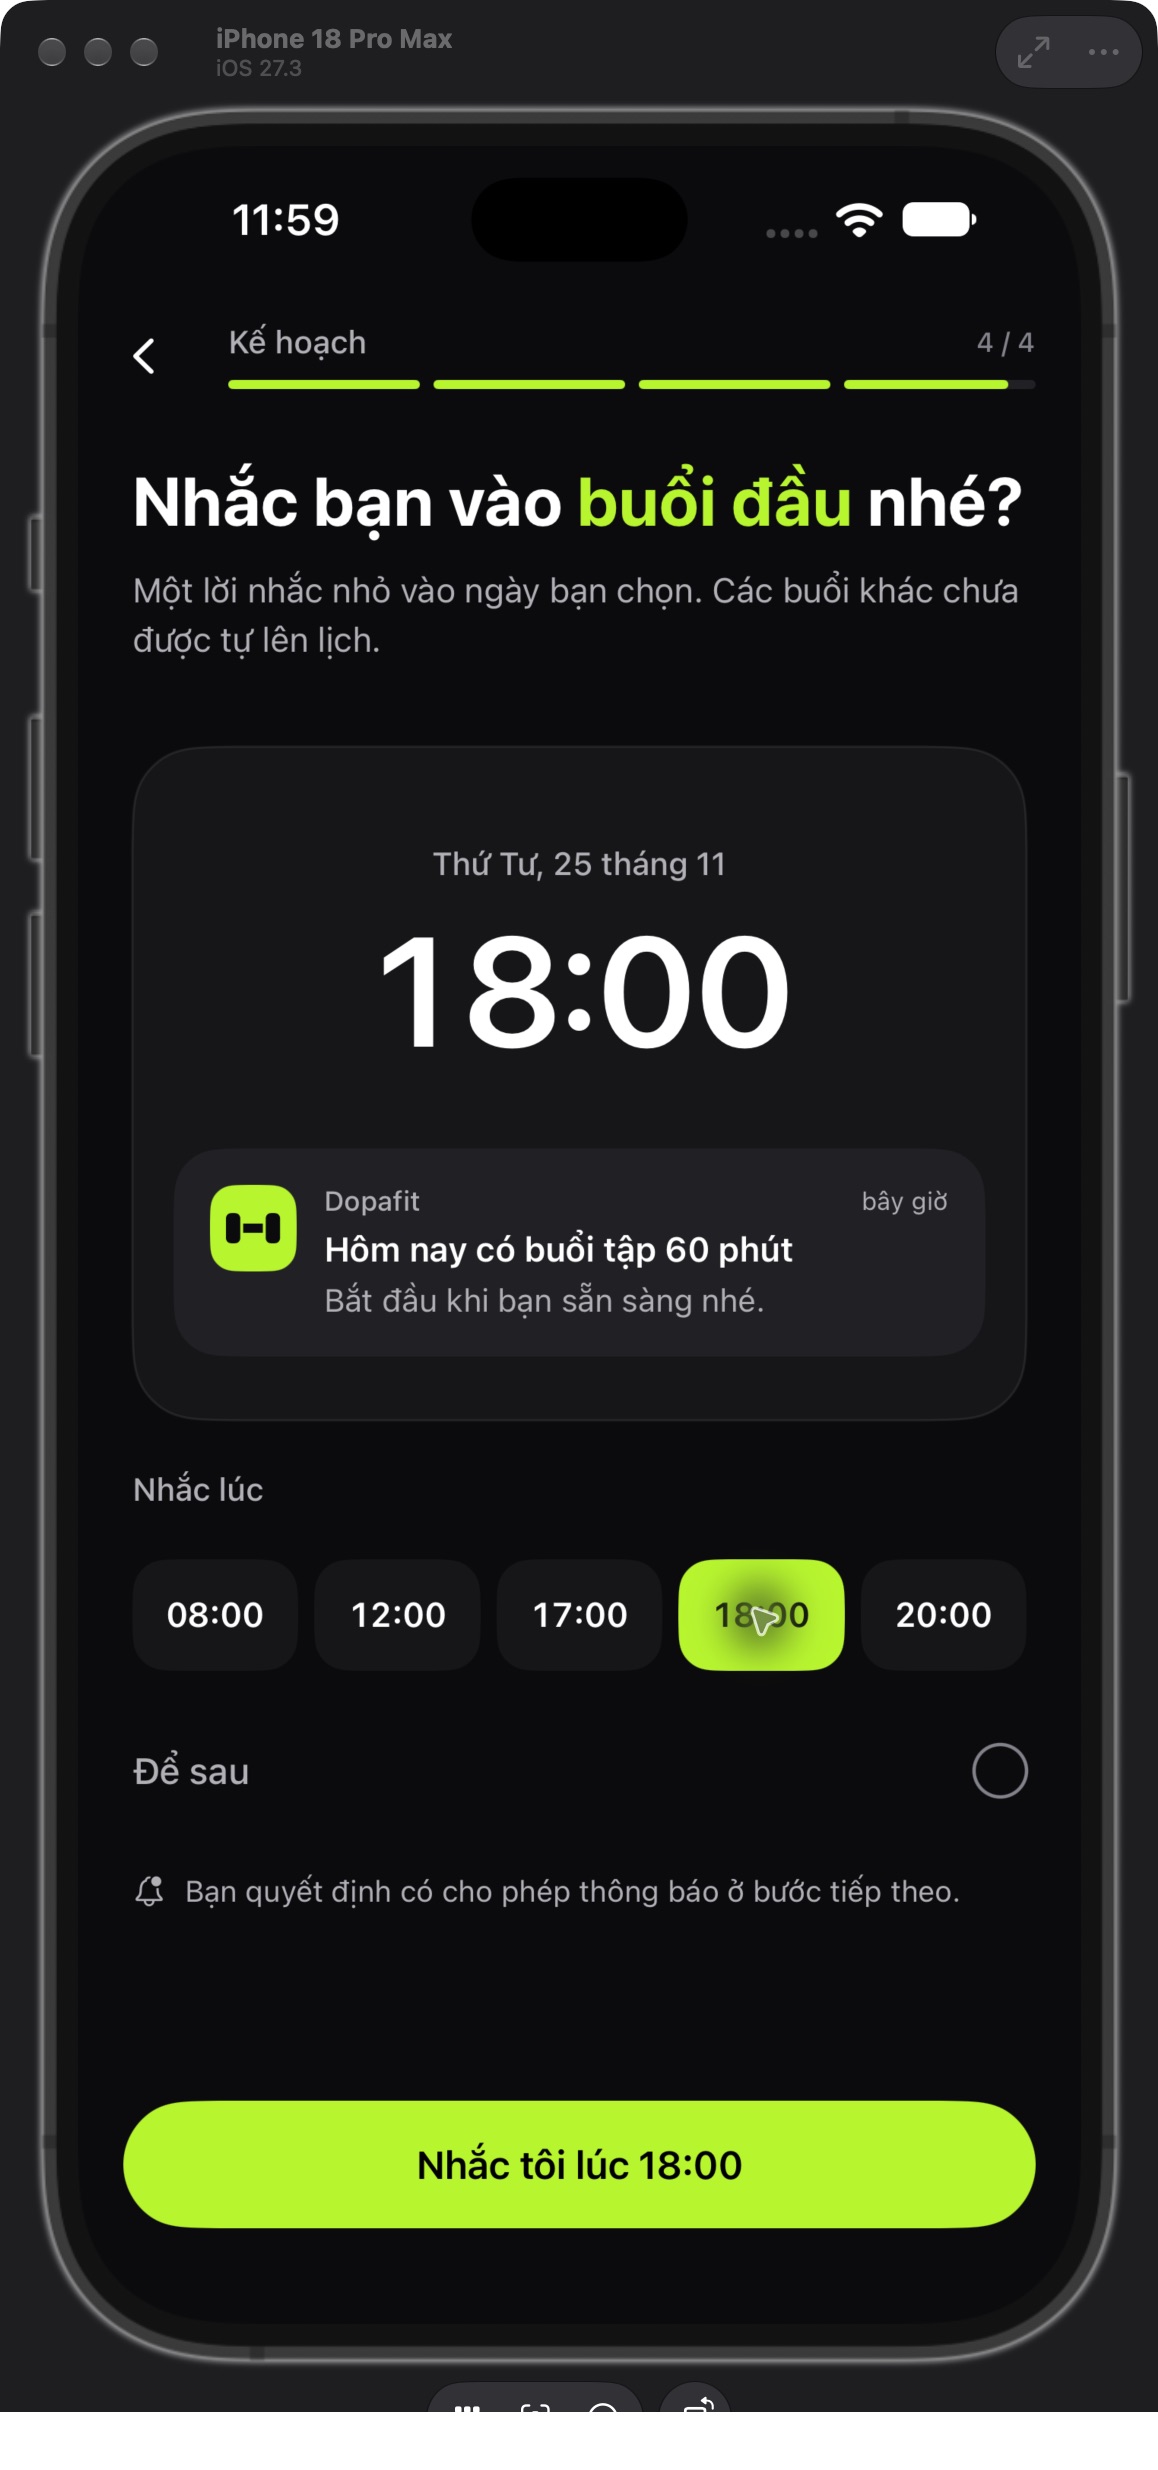 iPhone 18 Pro Max
iOS 27.3
11:59
Kế hoạch
4 / 4
Nhắc bạn vào buổi đầu nhé?
Một lời nhắc nhỏ vào ngày bạn chọn. Các buổi khác chưa
được tự lên lịch.
Thứ Tư, 25 tháng 11
18:00
Dopafit
bây giờ
Hôm nay có buổi tập 60 phút
Bắt đầu khi bạn sẵn sàng nhé.
Nhắc lúc
08:00
12:00
17:00
18:00
20:00
Để sau
Bạn quyết định có cho phép thông báo ở bước tiếp theo.
Nhắc tôi lúc 18:00